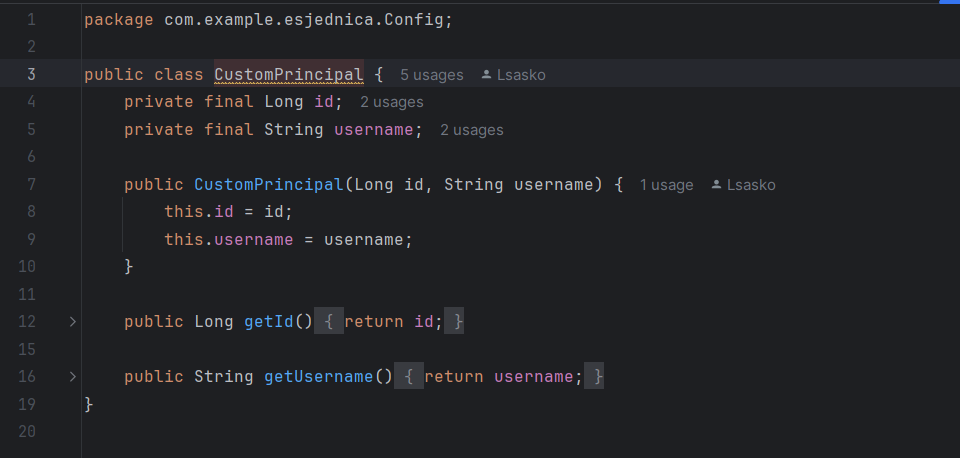 1 package com.example.esjednica.Config;
2
3 public class CustomPrincipal { 5 usages Lsasko
4 private final Long id; 2 usages
5 private final String username; 2 usages
6
7 public CustomPrincipal(Long id, String username) { 1 usage Lsasko
8 this.id = id;
9 this.username = username;
10 }
11
12 public Long getId() { return id; }
15
16 public String getUsername() { return username; }
19 }
20